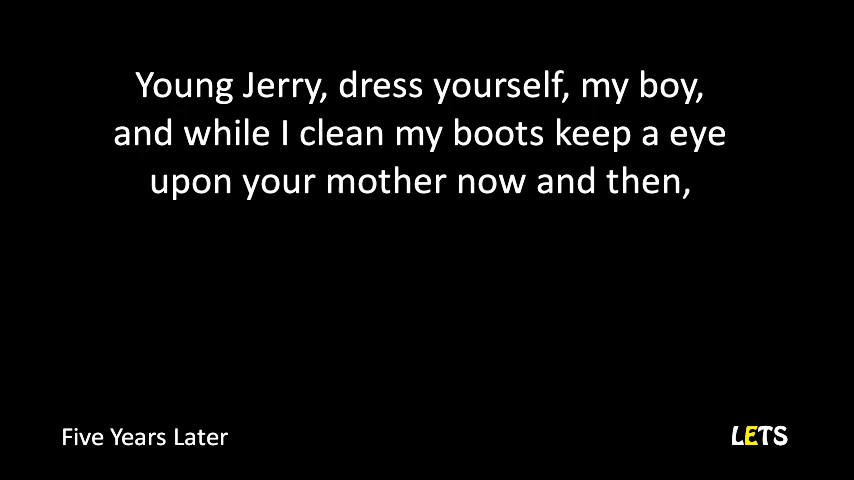 Young Jerry, dress yourself, my boy,
and while I clean my boots keep a eye
upon your mother now and then,
Five Years Later
LETS